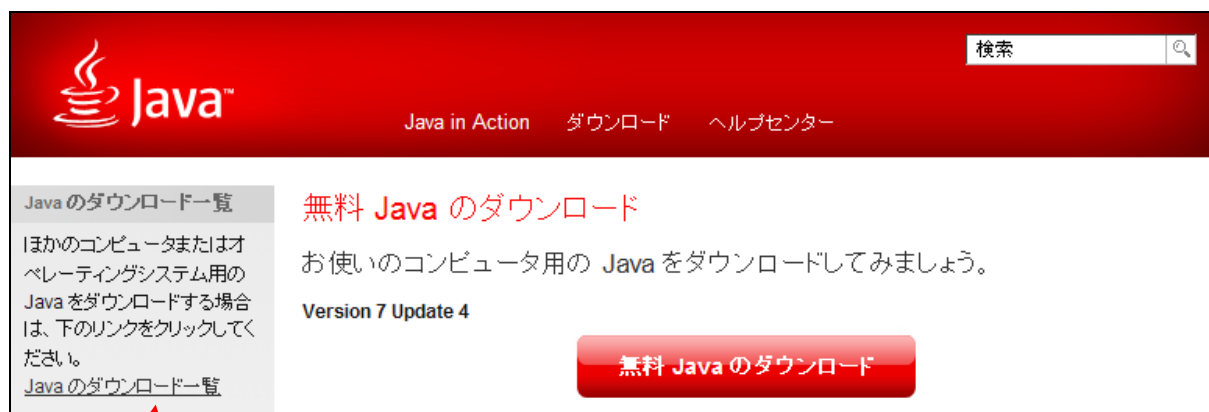 Java™
検索
Java in Action ダウンロード ヘルプセンター
Java のダウンロード一覧
ほかのコンピュータまたはオ
ペレーティングシステム用の
Java をダウンロードする場合
は、下のリンクをクリックしてく
ださい。
Java のダウンロード一覧
無料 Java のダウンロード
お使いのコンピュータ用の Java をダウンロードしてみましょう。
Version 7 Update 4
無料 Java のダウンロード